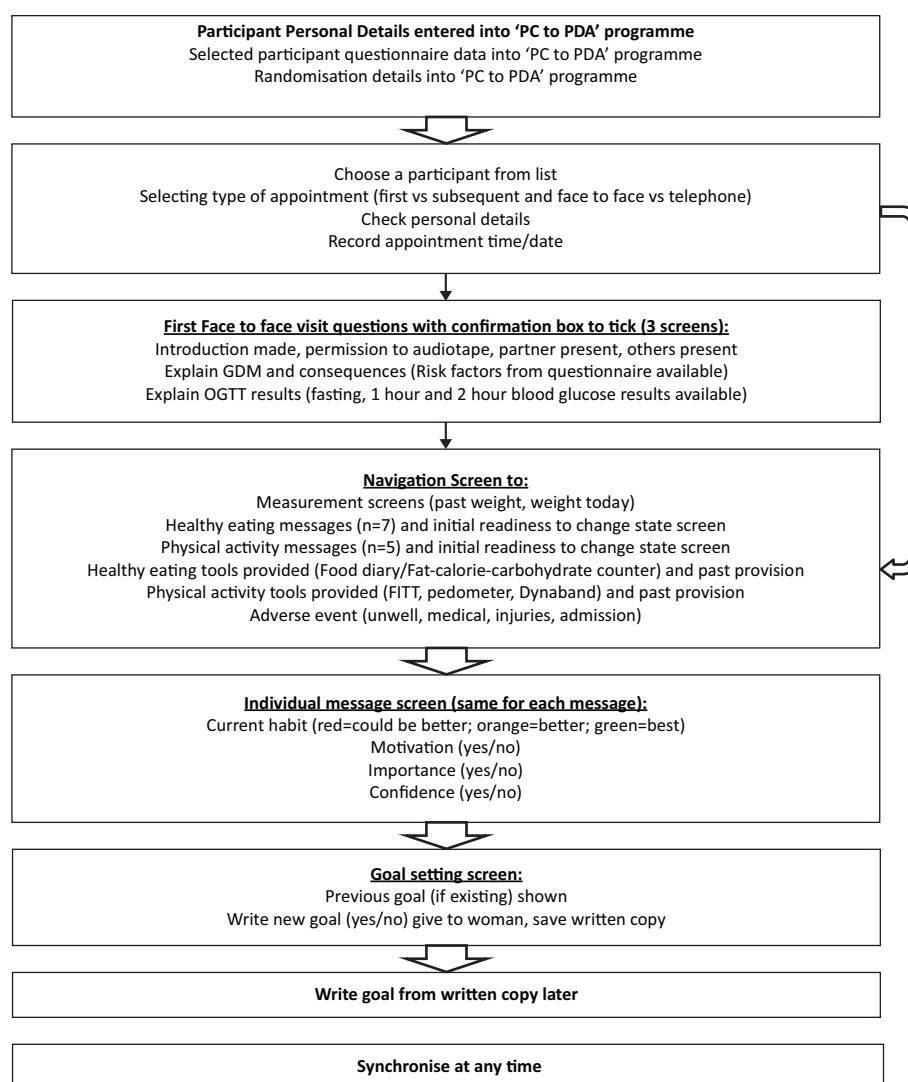 Participant Personal Details entered into ‘PC to PDA’ programme
Selected participant questionnaire data into ‘PC to PDA’ programme
Randomisation details into ‘PC to PDA’ programme
Choose a participant from list
Selecting type of appointment (first vs subsequent and face to face vs telephone)
Check personal details
Record appointment time/date
First Face to face visit questions with confirmation box to tick (3 screens):
Introduction made, permission to audiotape, partner present, others present
Explain GDM and consequences (Risk factors from questionnaire available)
Explain OGTT results (fasting, 1 hour and 2 hour blood glucose results available)
Navigation Screen to:
Measurement screens (past weight, weight today)
Healthy eating messages (n=7) and initial readiness to change state screen
Physical activity messages (n=5) and initial readiness to change state screen
Healthy eating tools provided (Food diary/Fat-calorie-carbohydrate counter) and past provision
Physical activity tools provided (FITT, pedometer, Dynaband) and past provision
Adverse event (unwell, medical, injuries, admission)
Individual message screen (same for each message):
Current habit (red=could be better; orange=better; green=best)
Motivation (yes/no)
Importance (yes/no)
Confidence (yes/no)
Goal setting screen:
Previous goal (if existing) shown
Write new goal (yes/no) give to woman, save written copy
Write goal from written copy later
Synchronise at any time